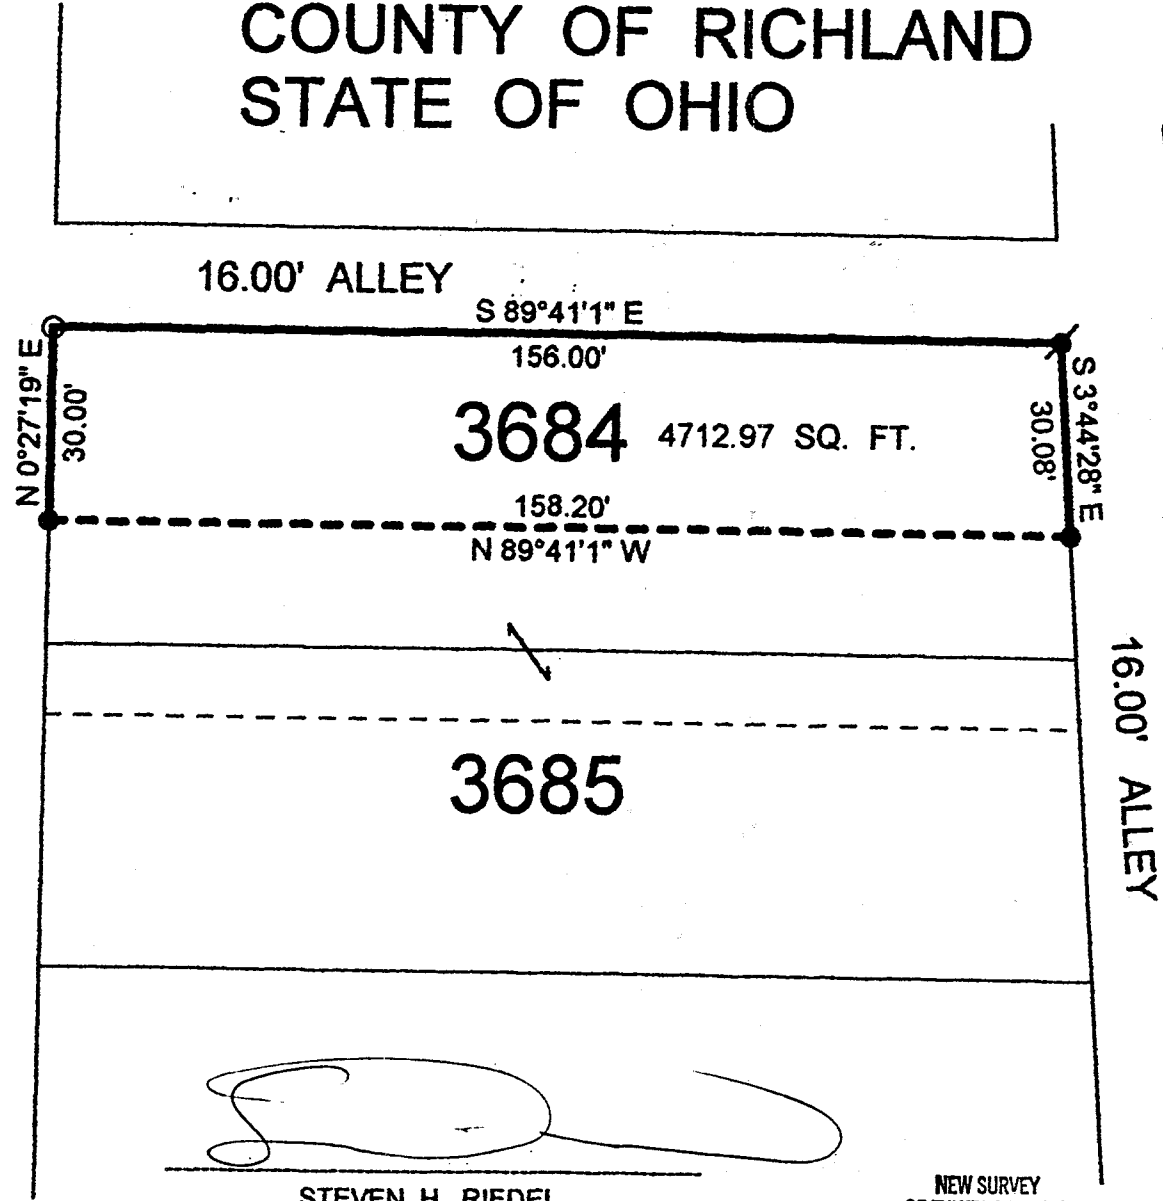 COUNTY OF RICHLAND
STATE OF OHIO
16.00' ALLEY
S 89°41'1" E
156.00'
N 0°27'19" E
30.00'
3684 4712.97 SQ. FT.
30.08'
S 3°44'28" E
158.20'
N 89°41'1" W
16.00' ALLEY
3685
STEVEN H. RIEDEL
NEW SURVEY